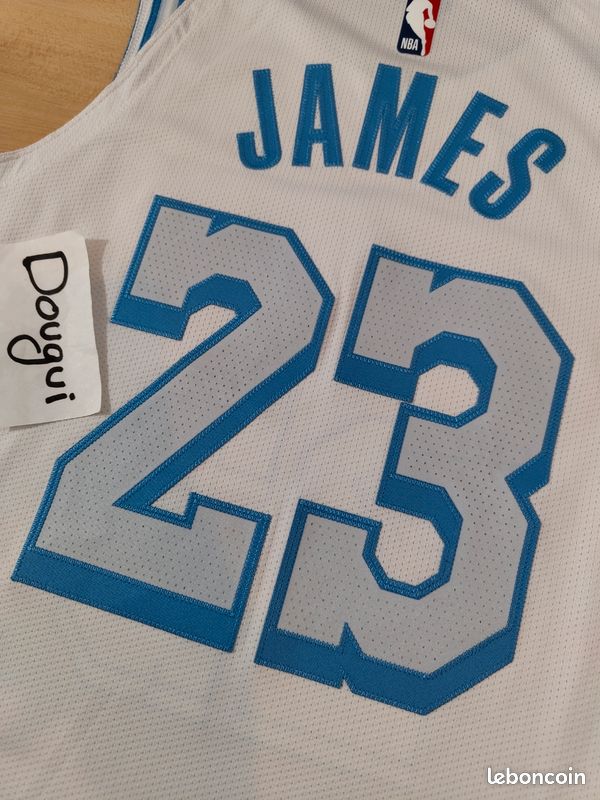 NBA
JAMES
23
Dougui
leboncoin